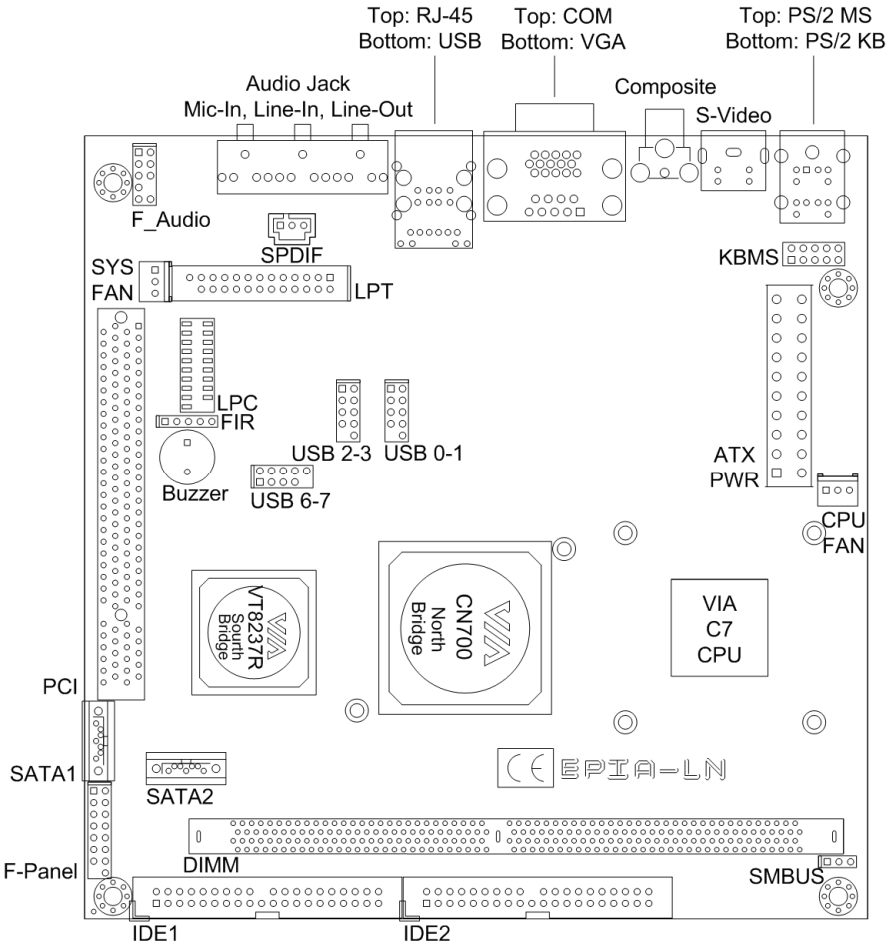 Top: RJ-45
Bottom: USB
Top: COM
Bottom: VGA
Top: PS/2 MS
Bottom: PS/2 KB
Audio Jack
Mic-In, Line-In, Line-Out
Composite
S-Video
F_Audio
SPDIF
KBMS
SYS
FAN
LPT
LPC
FIR
USB 2-3
USB 0-1
Buzzer
USB 6-7
ATX
PWR
CPU
FAN
VT8237R
Sourth
Bridge
VIA
CN700
North
Bridge
VIA
VIA
C7
CPU
PCI
SATA1
SATA2
CE
EPIA-LN
F-Panel
DIMM
SMBUS
IDE1
IDE2